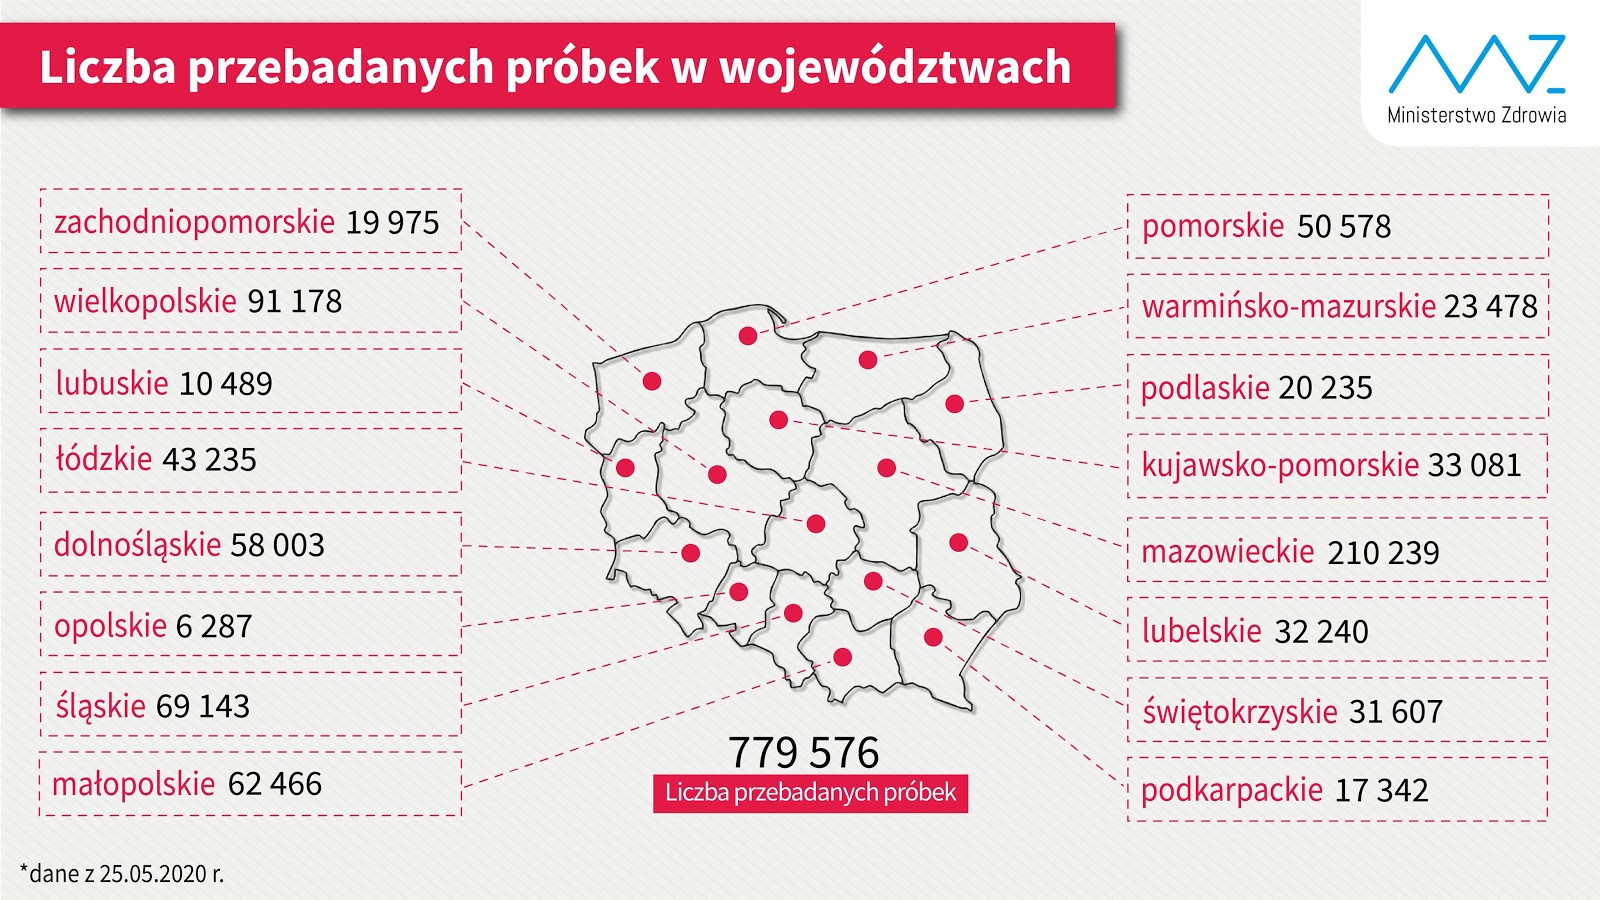 Liczba przebadanych próbek w województwach
Ministerstwo Zdrowia
zachodniopomorskie 19 975
wielkopolskie 91 178
lubuskie 10 489
łódzkie 43 235
dolnośląskie 58 003
opolskie 6 287
śląskie 69 143
małopolskie 62 466
pomorskie 50 578
warmińsko-mazurskie 23 478
podlaskie 20 235
kujawsko-pomorskie 33 081
mazowieckie 210 239
lubelskie 32 240
świętokrzyskie 31 607
podkarpackie 17 342
779 576
Liczba przebadanych próbek
*dane z 25.05.2020 r.